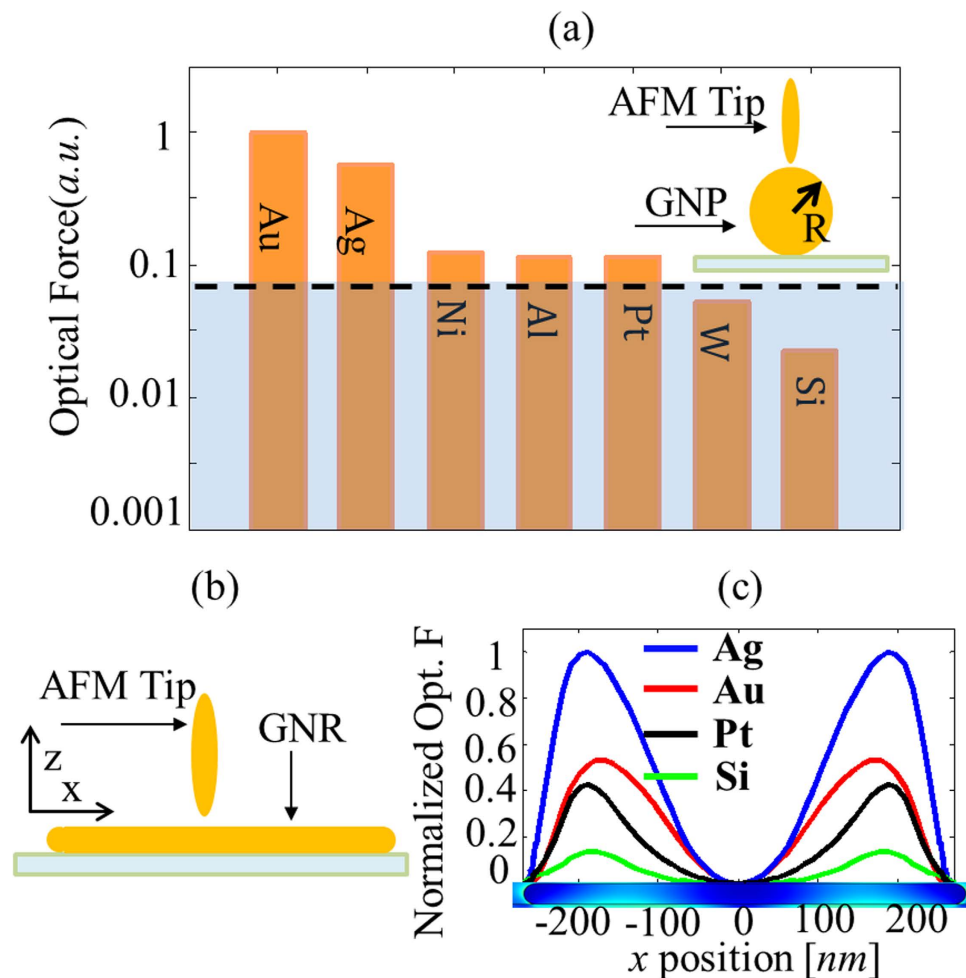 (a)
Optical Force(a.u.)
1
0.1
0.01
0.001
Au
Ag
Ni
Al
Pt
W
Si
AFM Tip
GNP
R
(b)
AFM Tip
GNR
z
x
(c)
Normalized Opt. F
1
0.8
0.6
0.4
0.2
0
Ag
Au
Pt
Si
-200 -100 0 100 200
x position [nm]